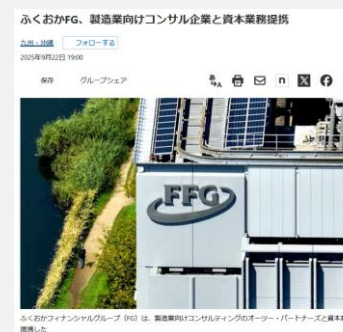 ふくおかFG、製造業向けコンサル企業と資本業務提携
九州・沖縄 フォローする
2025年9月22日 19:00
保存 グループシェア
FFG
ふくおかフィナンシャルグループ（FG）は、製造業向けコンサルティングのオーツー・パートナーズと資本業務
提携した